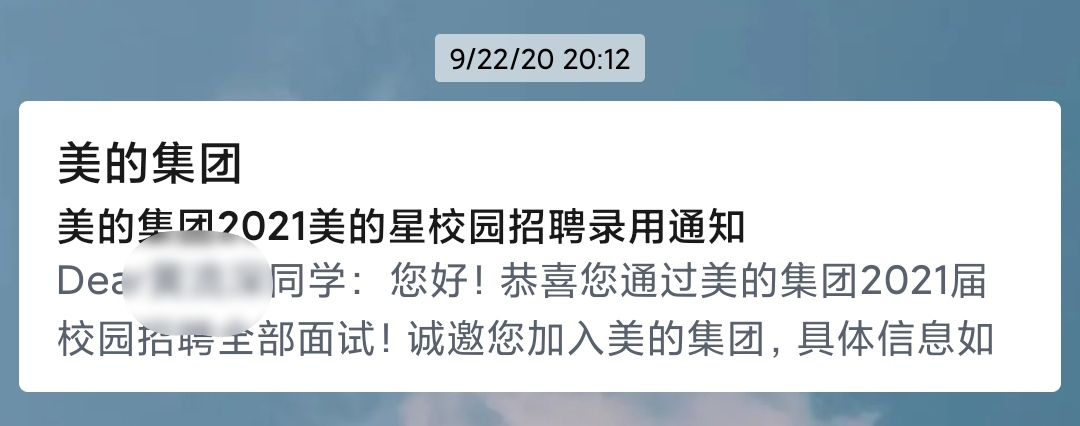 9/22/20 20:12
美的集团
美的集团2021美的星校园招聘录用通知
Dear 同学：您好！恭喜您通过美的集团2021届
校园招聘全部面试！诚邀您加入美的集团，具体信息如